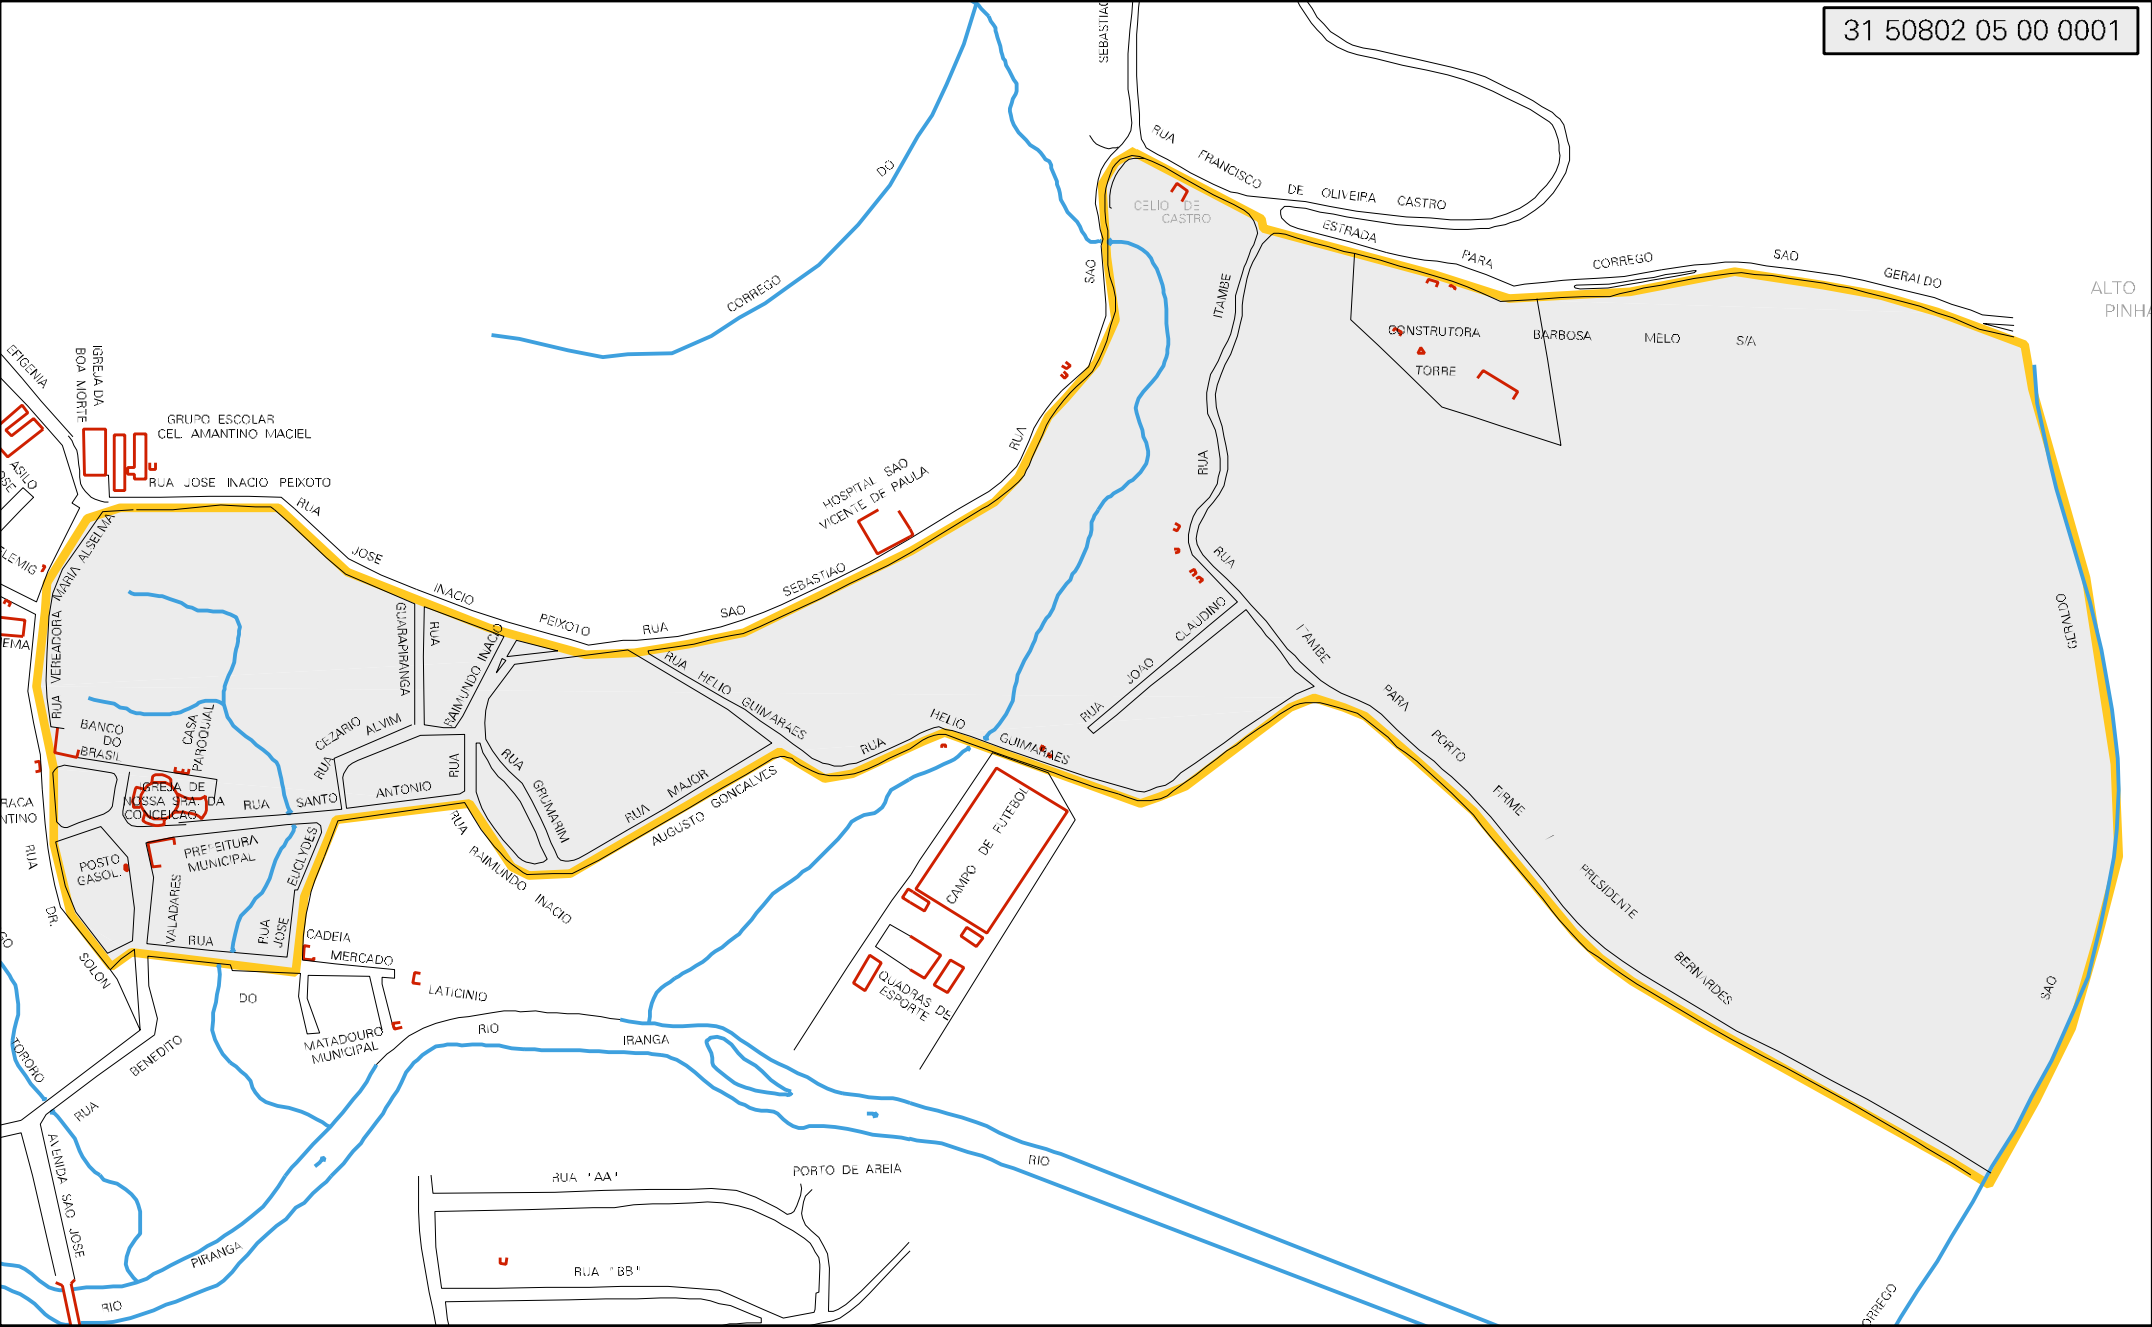 31 50802 05 00 0001
SEBASTIAO
RUA
FRANCISCO
DE OLIVEIRA CASTRO
DO
CELIO DE
CASTRO
ESTRADA
PARA
CORREGO
SAO
GERALDO
ALTO
PINHA
CORREGO
SAO
ITAMBE
CONSTRUTORA
BARBOSA
MELO
S/A
TORRE
EFIGENIA
IGREJA DA
BOA MORTE
GRUPO ESCOLAR
CEL. AMANTINO MACIEL
RUA JOSE INACIO PEIXOTO
ASILO
RUA
HOSPITAL SAO
VICENTE DE PAULA
RUA
RUA
JOSE
INACIO
PEIXOTO
RUA
SAO
SEBASTIAO
RUA
ITAMBE
RUA VEREADORA MARIA ALSELMA
EMA
GUARAPIRANGA
RUA
RAIMUNDO INACIO
RUA
HELIO
GUIMARAES
RUA
JOAO
CLAUDINO
PARA
PORTO
FIRME
/
PRESIDENTE
BERNARDES
GERALDO
SAO
BANCO
DO
BRASIL
CASA
PAROQUIAL
RUA
CEZARIO
ALVIM
RUA
RUA
GRUMARIM
RUA
HELIO
GUIMARAES
IGREJA DE
NOSSA SRA. DA
CONCEICAO
RUA
SANTO
ANTONIO
RUA
MAJOR
AUGUSTO
GONCALVES
RACA
NTINO
RUA
DR.
SOLON
POSTO
GASOL.
PREFEITURA
MUNICIPAL
VALADARES
RUA
RUA
JOSE
EUCLYDES
RUA
RAIMUNDO
INACIO
CAMPO DE FUTEBOL
QUADRAS DE
ESPORTE
CADEIA
MERCADO
LATICINIO
DO
BENEDITO
RUA
MATADOURO
MUNICIPAL
TORORO
RIO
IRANGA
RIO
AVENIDA SAO JOSE
PIRANGA
RIO
RUA "AA"
PORTO DE AREIA
RUA "BB"
ORREGO